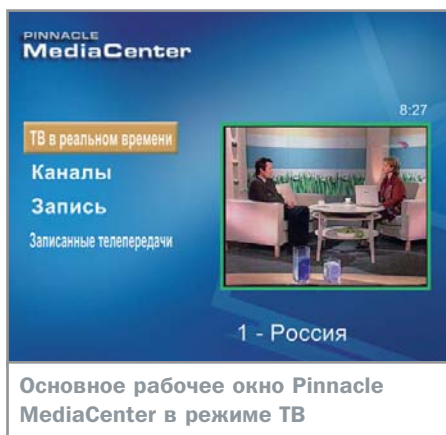 PINNACLE
MediaCenter
8:27
ТВ в реальном времени
Каналы
Запись
Записанные телепередачи
1 - Россия
Основное рабочее окно Pinnacle
MediaCenter в режиме ТВ